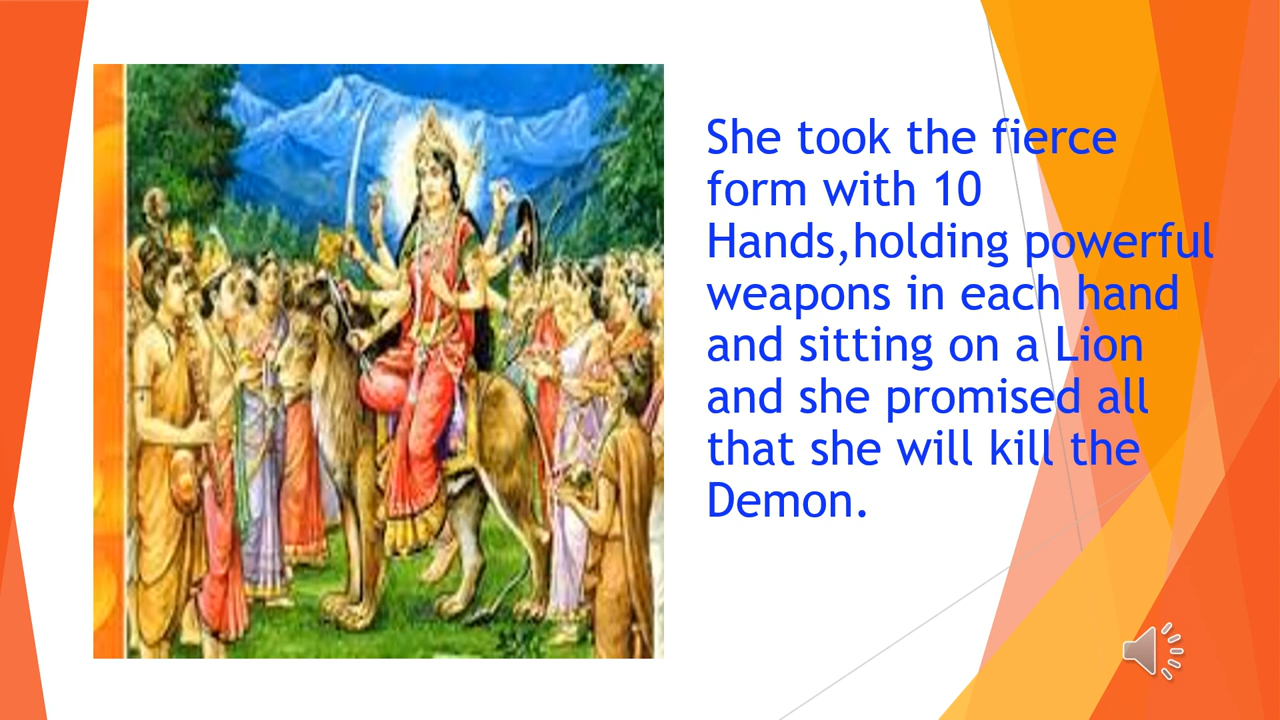 She took the fierce
form with 10
Hands,holding powerful
weapons in each hand
and sitting on a Lion
and she promised all
that she will kill the
Demon.